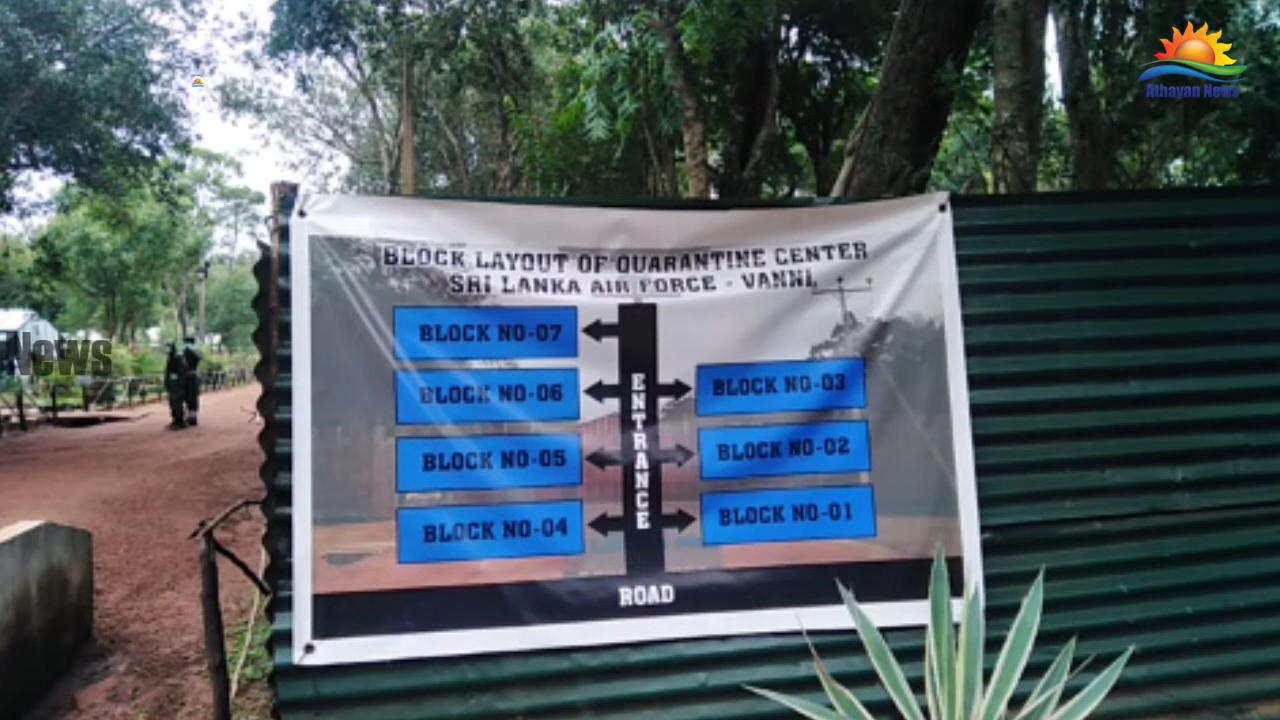 Athayan News
BLOCK LAYOUT OF QUARANTINE CENTER
SRI LANKA AIR FORCE - VANNI.
BLOCK NO-07
BLOCK NO-06
BLOCK NO-03
BLOCK NO-05
BLOCK NO-02
BLOCK NO-04
BLOCK NO-01
ENTRANCE
ROAD
News